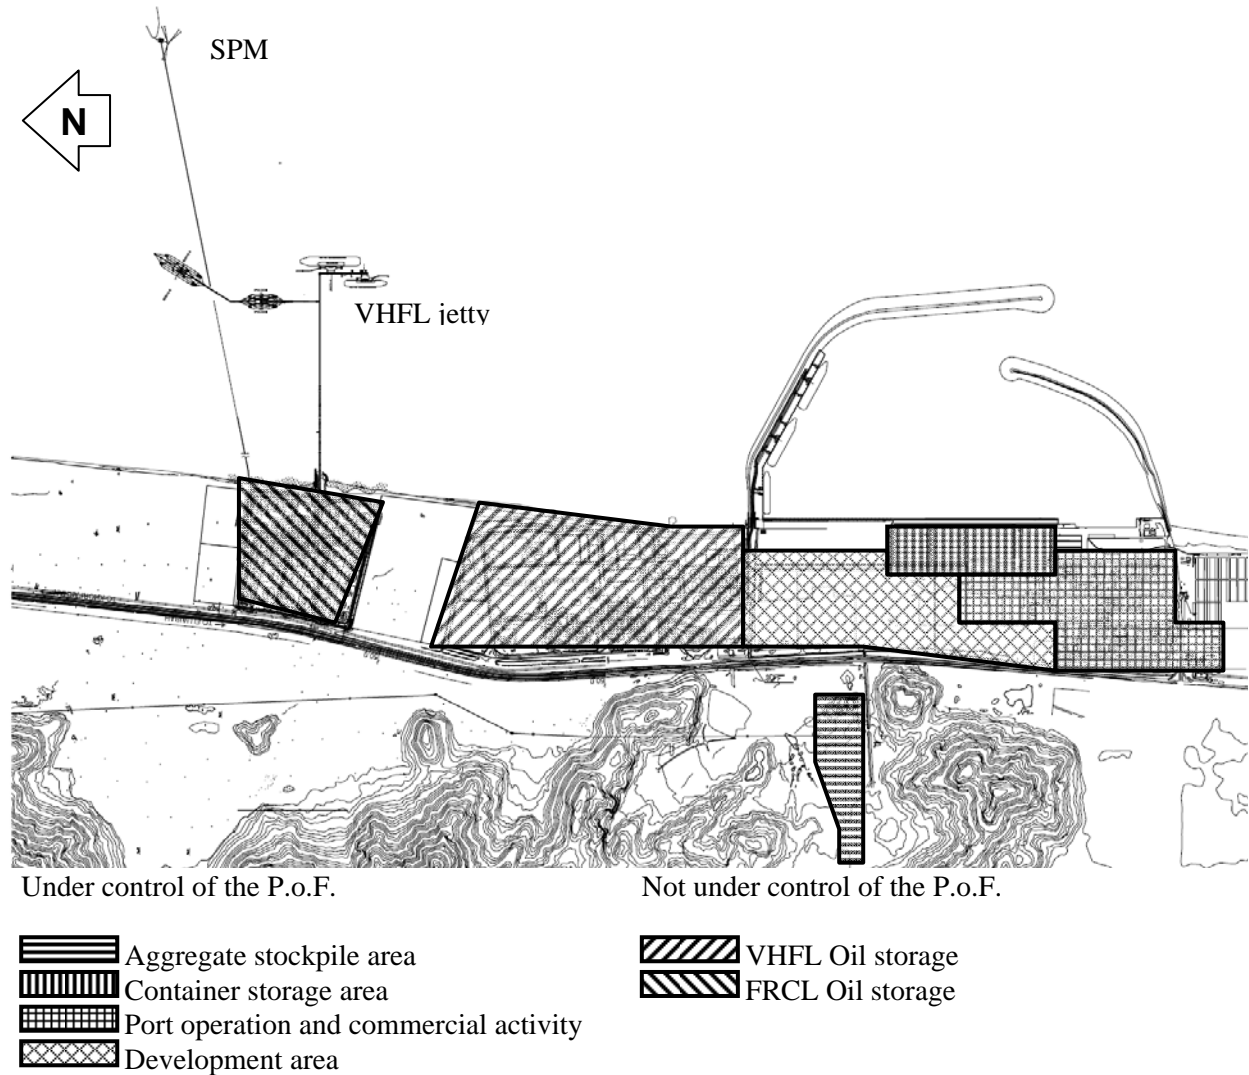 SPM
N
VHFL jetty
Under control of the P.o.F.
Not under control of the P.o.F.
Aggregate stockpile area
VHFL Oil storage
Container storage area
FRCL Oil storage
Port operation and commercial activity
Development area